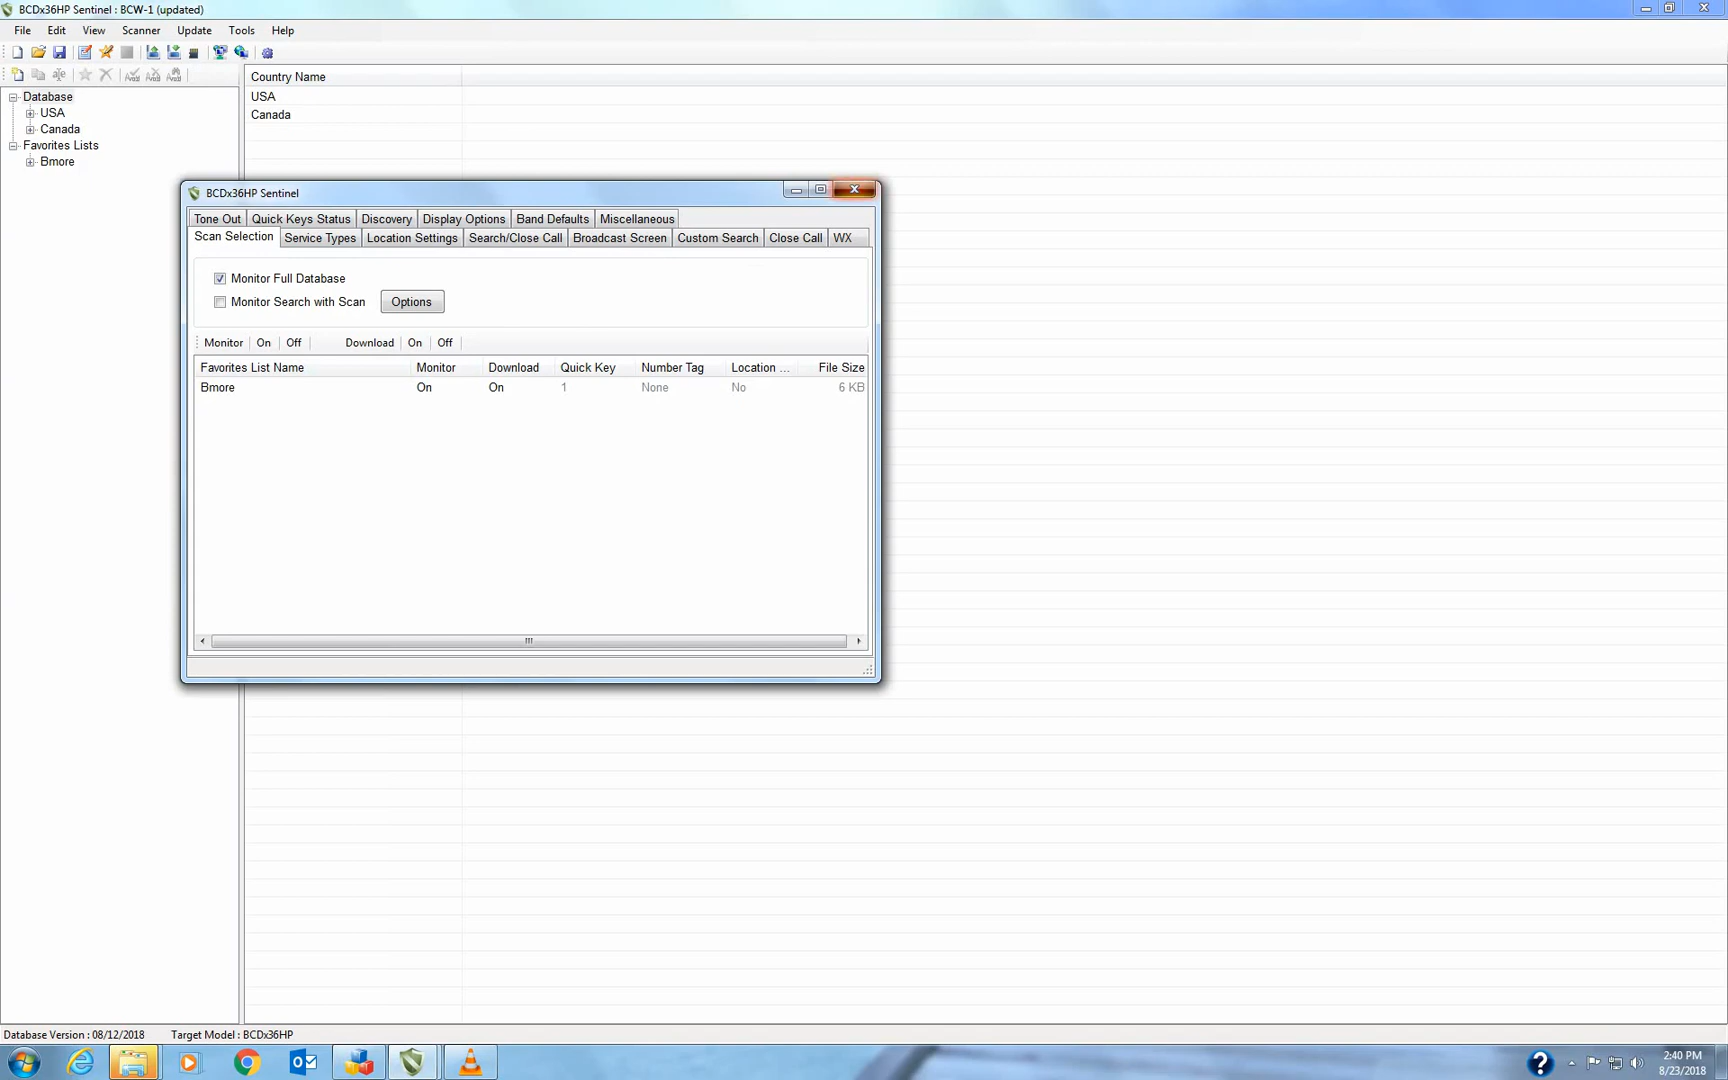 BCDx36HP Sentinel : BCW-1 (updated)
File Edit View Scanner Update Tools Help
Country Name
Database
USA
Canada
Favorites Lists
Bmore
USA
Canada
BCDx36HP Sentinel
Tone Out Quick Keys Status Discovery Display Options Band Defaults Miscellaneous
Scan Selection Service Types Location Settings Search/Close Call Broadcast Screen Custom Search Close Call WX
Monitor Full Database
Monitor Search with Scan Options
Monitor On Off Download On Off
Favorites List Name Monitor Download Quick Key Number Tag Location ... File Size
Bmore On On 1 None No 6 KB
Database Version : 08/12/2018 Target Model : BCDx36HP
2:40 PM
8/23/2018